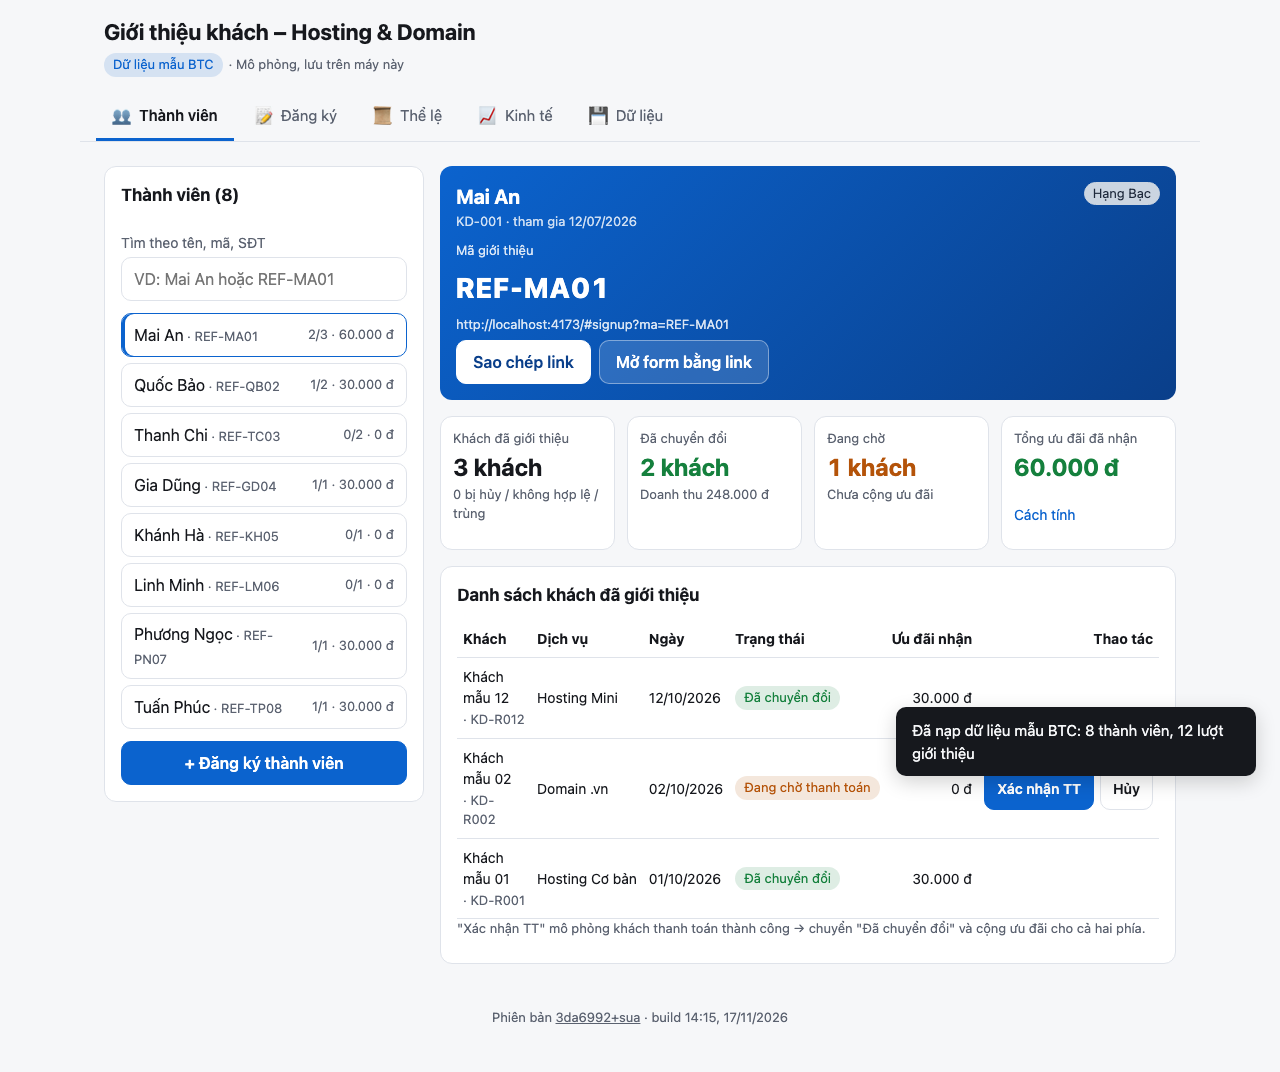 Giới thiệu khách – Hosting & Domain
Dữ liệu mẫu BTC · Mô phỏng, lưu trên máy này
Thành viên
Đăng ký
Thể lệ
Kinh tế
Dữ liệu
Thành viên (8)
Tìm theo tên, mã, SĐT
VD: Mai An hoặc REF-MA01
Mai An · REF-MA01 2/3 · 60.000 đ
Quốc Bảo · REF-QB02 1/2 · 30.000 đ
Thanh Chi · REF-TC03 0/2 · 0 đ
Gia Dũng · REF-GD04 1/1 · 30.000 đ
Khánh Hà · REF-KH05 0/1 · 0 đ
Linh Minh · REF-LM06 0/1 · 0 đ
Phương Ngọc · REF-
PN07 1/1 · 30.000 đ
Tuấn Phúc · REF-TP08 1/1 · 30.000 đ
+ Đăng ký thành viên
Mai An
Hạng Bạc
KD-001 · tham gia 12/07/2026
Mã giới thiệu
REF-MA01
http://localhost:4173/#signup?ma=REF-MA01
Sao chép link
Mở form bằng link
Khách đã giới thiệu
3 khách
0 bị hủy / không hợp lệ /
trùng
Đã chuyển đổi
2 khách
Doanh thu 248.000 đ
Đang chờ
1 khách
Chưa cộng ưu đãi
Tổng ưu đãi đã nhận
60.000 đ
Cách tính
Danh sách khách đã giới thiệu
Khách Dịch vụ Ngày Trạng thái Ưu đãi nhận Thao tác
Khách
mẫu 12
· KD-R012
Hosting Mini 12/10/2026 Đã chuyển đổi 30.000 đ
Đã nạp dữ liệu mẫu BTC: 8 thành viên, 12 lượt
giới thiệu
Khách
mẫu 02
· KD-
R002
Domain .vn 02/10/2026 Đang chờ thanh toán 0 đ Xác nhận TT Hủy
Khách
mẫu 01
· KD-R001
Hosting Cơ bản 01/10/2026 Đã chuyển đổi 30.000 đ
"Xác nhận TT" mô phỏng khách thanh toán thành công → chuyển "Đã chuyển đổi" và cộng ưu đãi cho cả hai phía.
Phiên bản 3da6992+sua · build 14:15, 17/11/2026